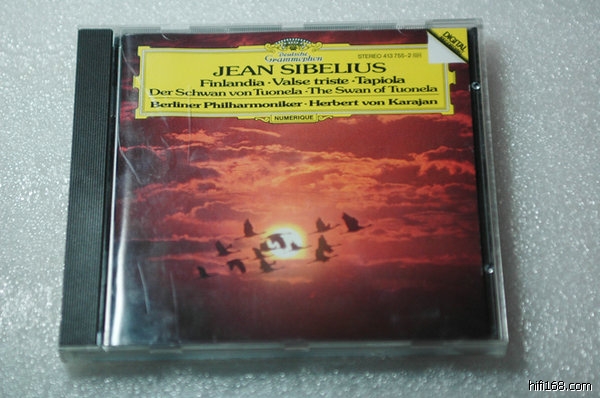 Deutsche
Grammophon
STEREO 413 755-2
DIGITAL
JEAN SIBELIUS
Finlandia · Valse triste · Tapiola
Der Schwan von Tuonela · The Swan of Tuonela
Berliner Philharmoniker · Herbert von Karajan
NUMERIQUE
hifi168.com